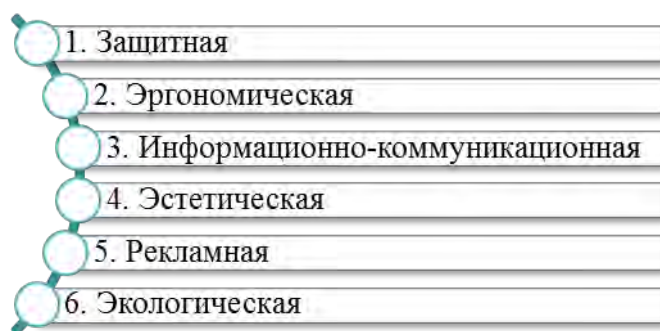 1. Защитная
2. Эргономическая
3. Информационно-коммуникационная
4. Эстетическая
5. Рекламная
6. Экологическая